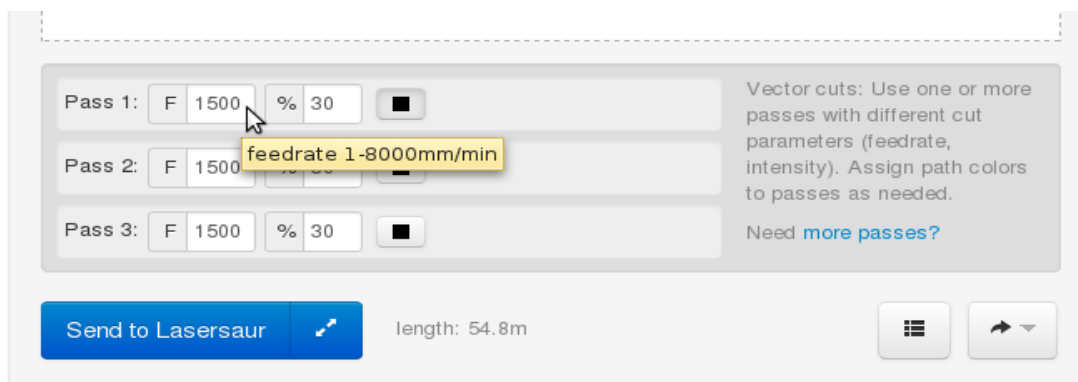 Pass 1: F 1500 % 30
feedrate 1-8000mm/min
Pass 2: F 1500
Pass 3: F 1500 % 30
Vector cuts: Use one or more
passes with different cut
parameters (feedrate,
intensity). Assign path colors
to passes as needed.
Need more passes?
Send to Lasersaur
length: 54.8m